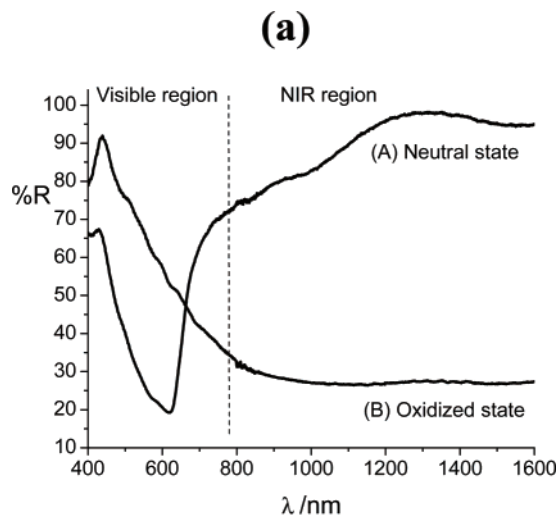 (a)
Visible region NIR region
100
90
80
%R
70
60
50
40
30
20
10
(A) Neutral state
(B) Oxidized state
400 600 800 1000 1200 1400 1600
λ /nm